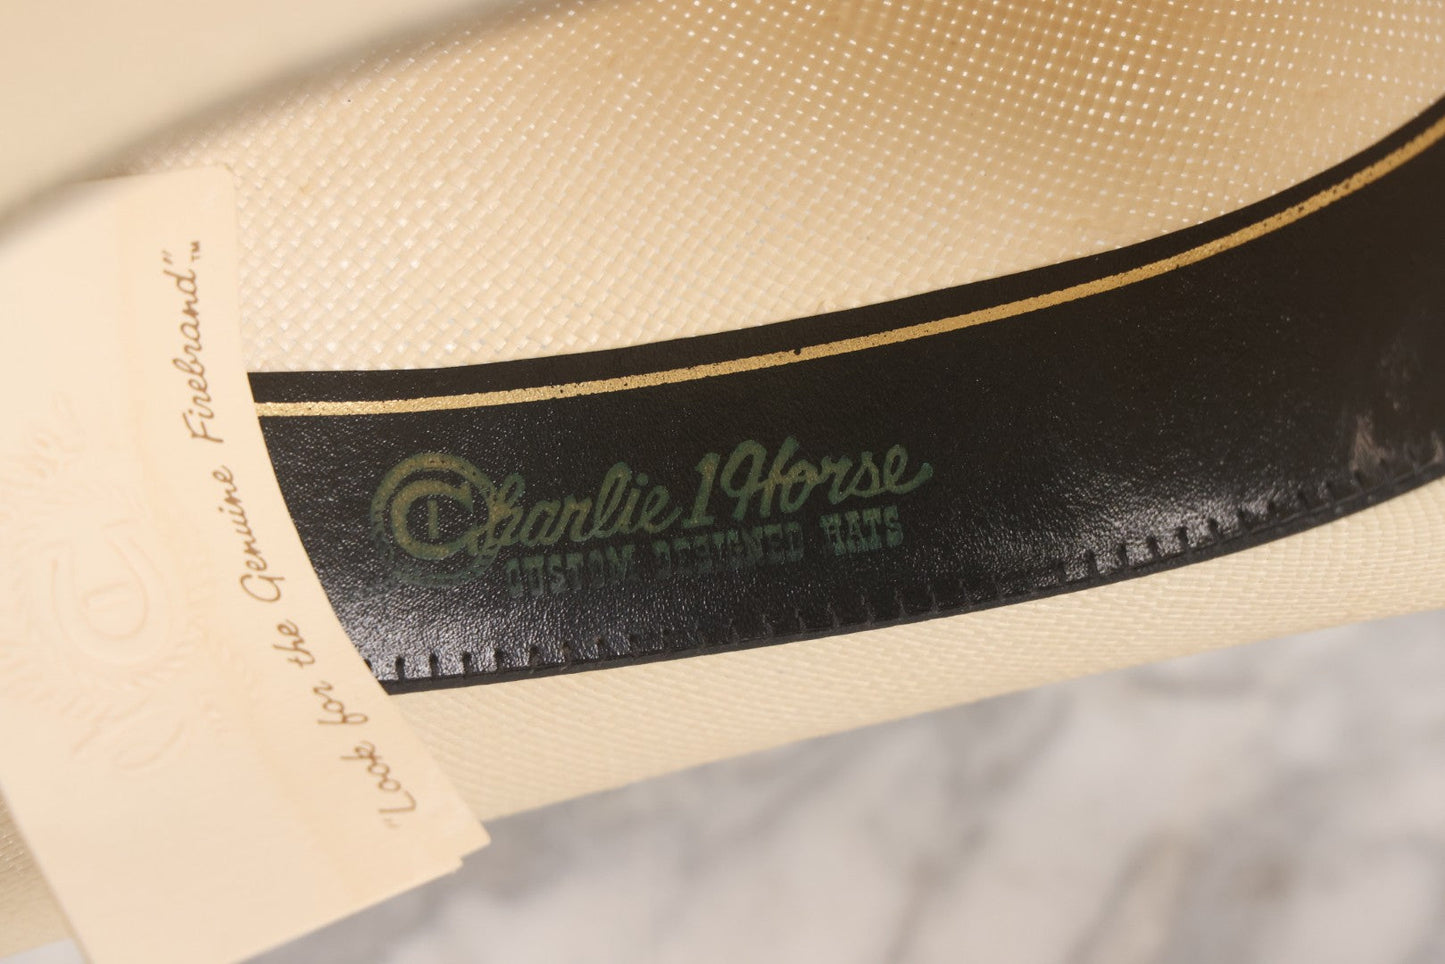 "Look for the Genuine Firebrand"™
Charlie 1 Horse
CUSTOM DESIGNED HATS